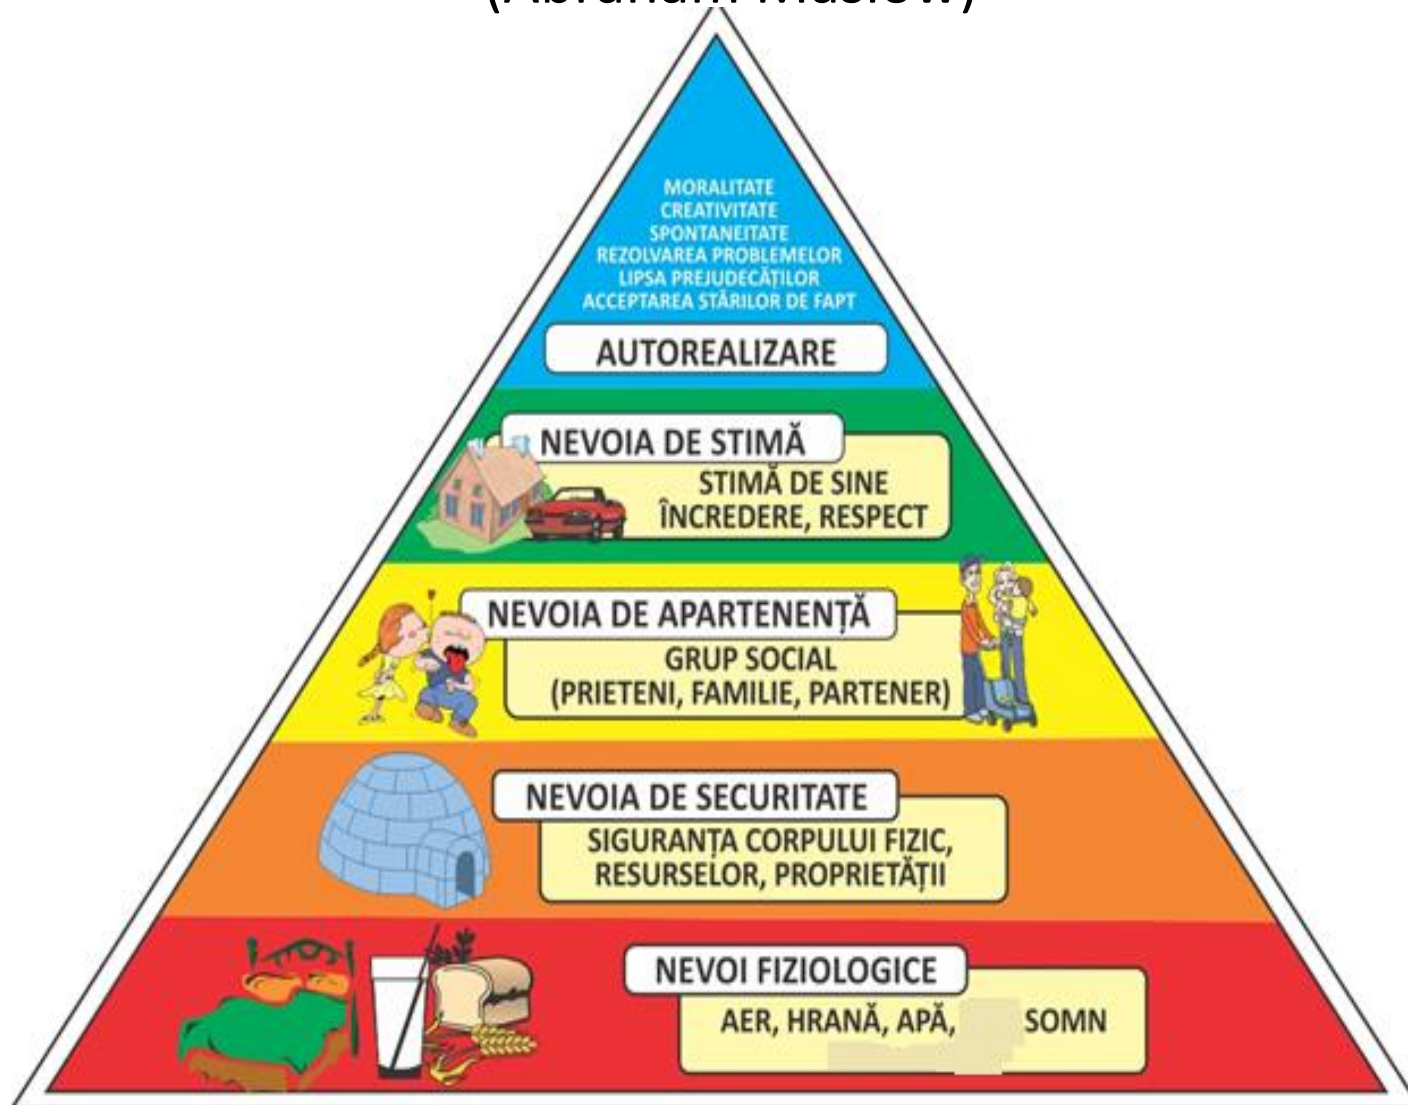 (Abraham Maslow)
MORALITATE
CREATIVITATE
SPONTANEITATE
REZOLVAREA PROBLEMELOR
LIPSA PREJUDECĂȚILOR
ACCEPTAREA STĂRILOR DE FAPT
AUTOREALIZARE
NEVOIA DE STIMĂ
STIMĂ DE SINE
ÎNCREDERE, RESPECT
NEVOIA DE APARTENENȚĂ
GRUP SOCIAL
(PRIETENI, FAMILIE, PARTENER)
NEVOIA DE SECURITATE
SIGURANȚA CORPULUI FIZIC,
RESURSELOR, PROPRIETĂȚII
NEVOI FIZIOLOGICE
AER, HRANĂ, APĂ, SOMN